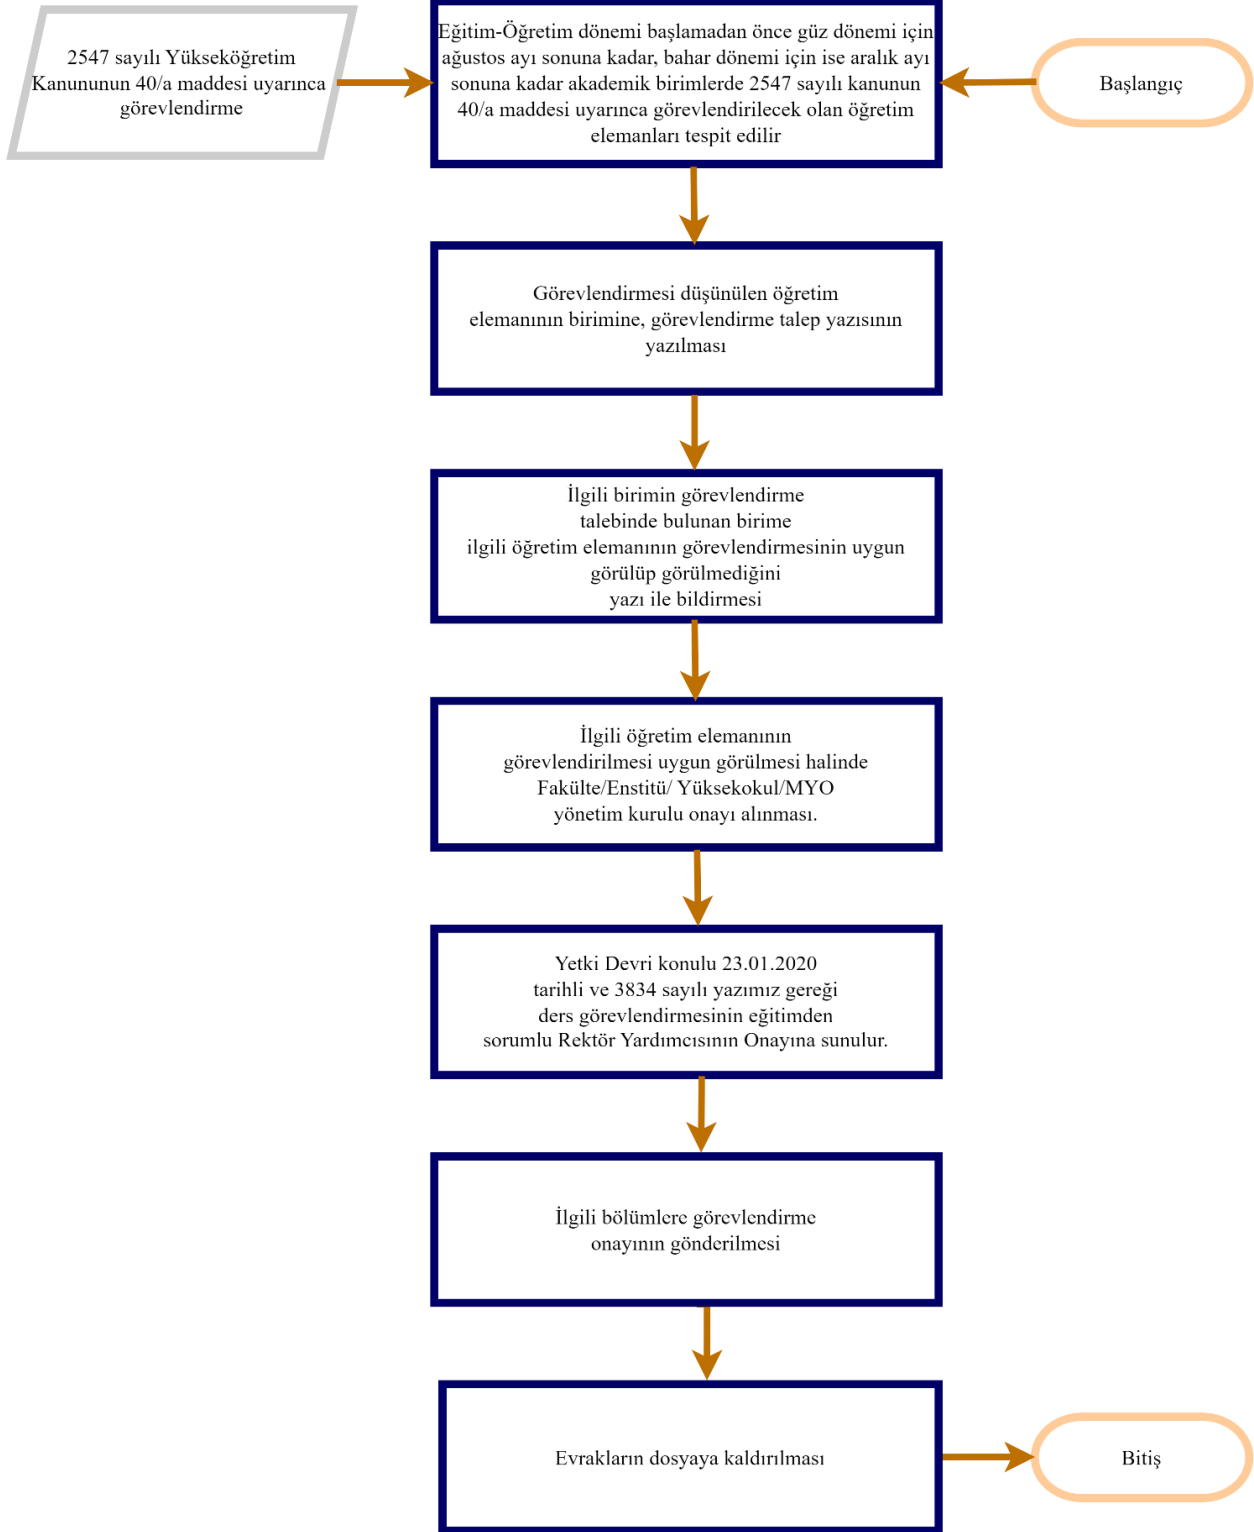 2547 sayılı Yükseköğretim
Kanununun 40/a maddesi uyarınca
görevlendirme
Eğitim-Öğretim dönemi başlamadan önce güz dönemi için
ağustos ayı sonuna kadar, bahar dönemi için ise aralık ayı
sonuna kadar akademik birimlerde 2547 sayılı kanunun
40/a maddesi uyarınca görevlendirilecek olan öğretim
elemanları tespit edilir
Başlangıç
Görevlendirmesi düşünülen öğretim
elemanının birimine, görevlendirme talep yazısının
yazılması
İlgili birimin görevlendirme
talebinde bulunan birime
ilgili öğretim elemanının görevlendirmesinin uygun
görülüp görülmediğini
yazı ile bildirmesi
İlgili öğretim elemanının
görevlendirilmesi uygun görülmesi halinde
Fakülte/Enstitü/ Yüksekokul/MYO
yönetim kurulu onayı alınması.
Yetki Devri konulu 23.01.2020
tarihli ve 3834 sayılı yazımız gereği
ders görevlendirmesinin eğitimden
sorumlu Rektör Yardımcısının Onayına sunulur.
İlgili bölümlere görevlendirme
onayının gönderilmesi
Evrakların dosyaya kaldırılması
Bitiş